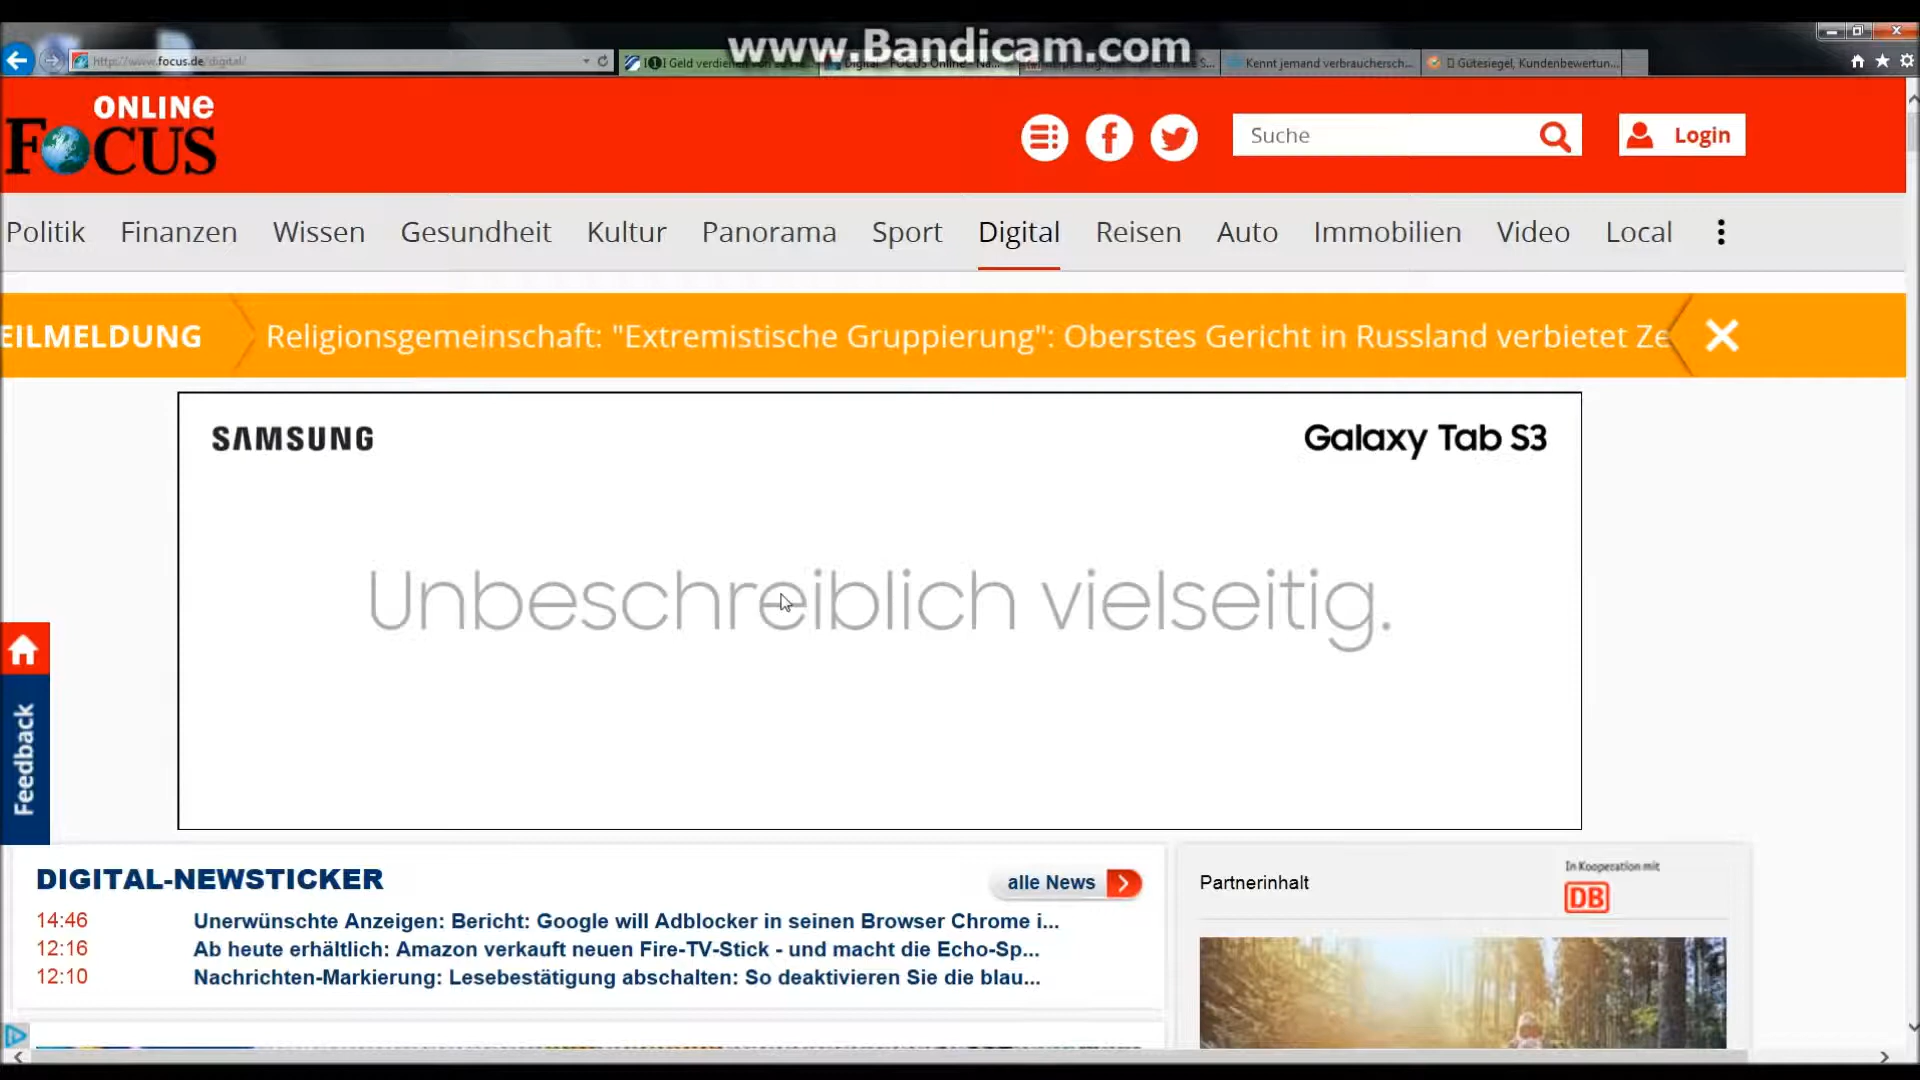 www.Bandicam.com
http://www.focus.de/digital/
Geld verdienen von
Digital - FOCUS Online - Na...
Kennt jemand verbrauchersch...
Gütesiegel, Kundenbewertun...
ONLINE
FOCUS
Suche
Login
Politik Finanzen Wissen Gesundheit Kultur Panorama Sport Digital Reisen Auto Immobilien Video Local
EILMELDUNG Religionsgemeinschaft: "Extremistische Gruppierung": Oberstes Gericht in Russland verbietet Ze
SAMSUNG
Galaxy Tab S3
Unbeschreiblich vielseitig.
Feedback
DIGITAL-NEWSTICKER
alle News
14:46 Unerwünschte Anzeigen: Bericht: Google will Adblocker in seinen Browser Chrome i...
12:16 Ab heute erhältlich: Amazon verkauft neuen Fire-TV-Stick - und macht die Echo-Sp...
12:10 Nachrichten-Markierung: Lesebestätigung abschalten: So deaktivieren Sie die blau...
Partnerinhalt
In Kooperation mit
DB